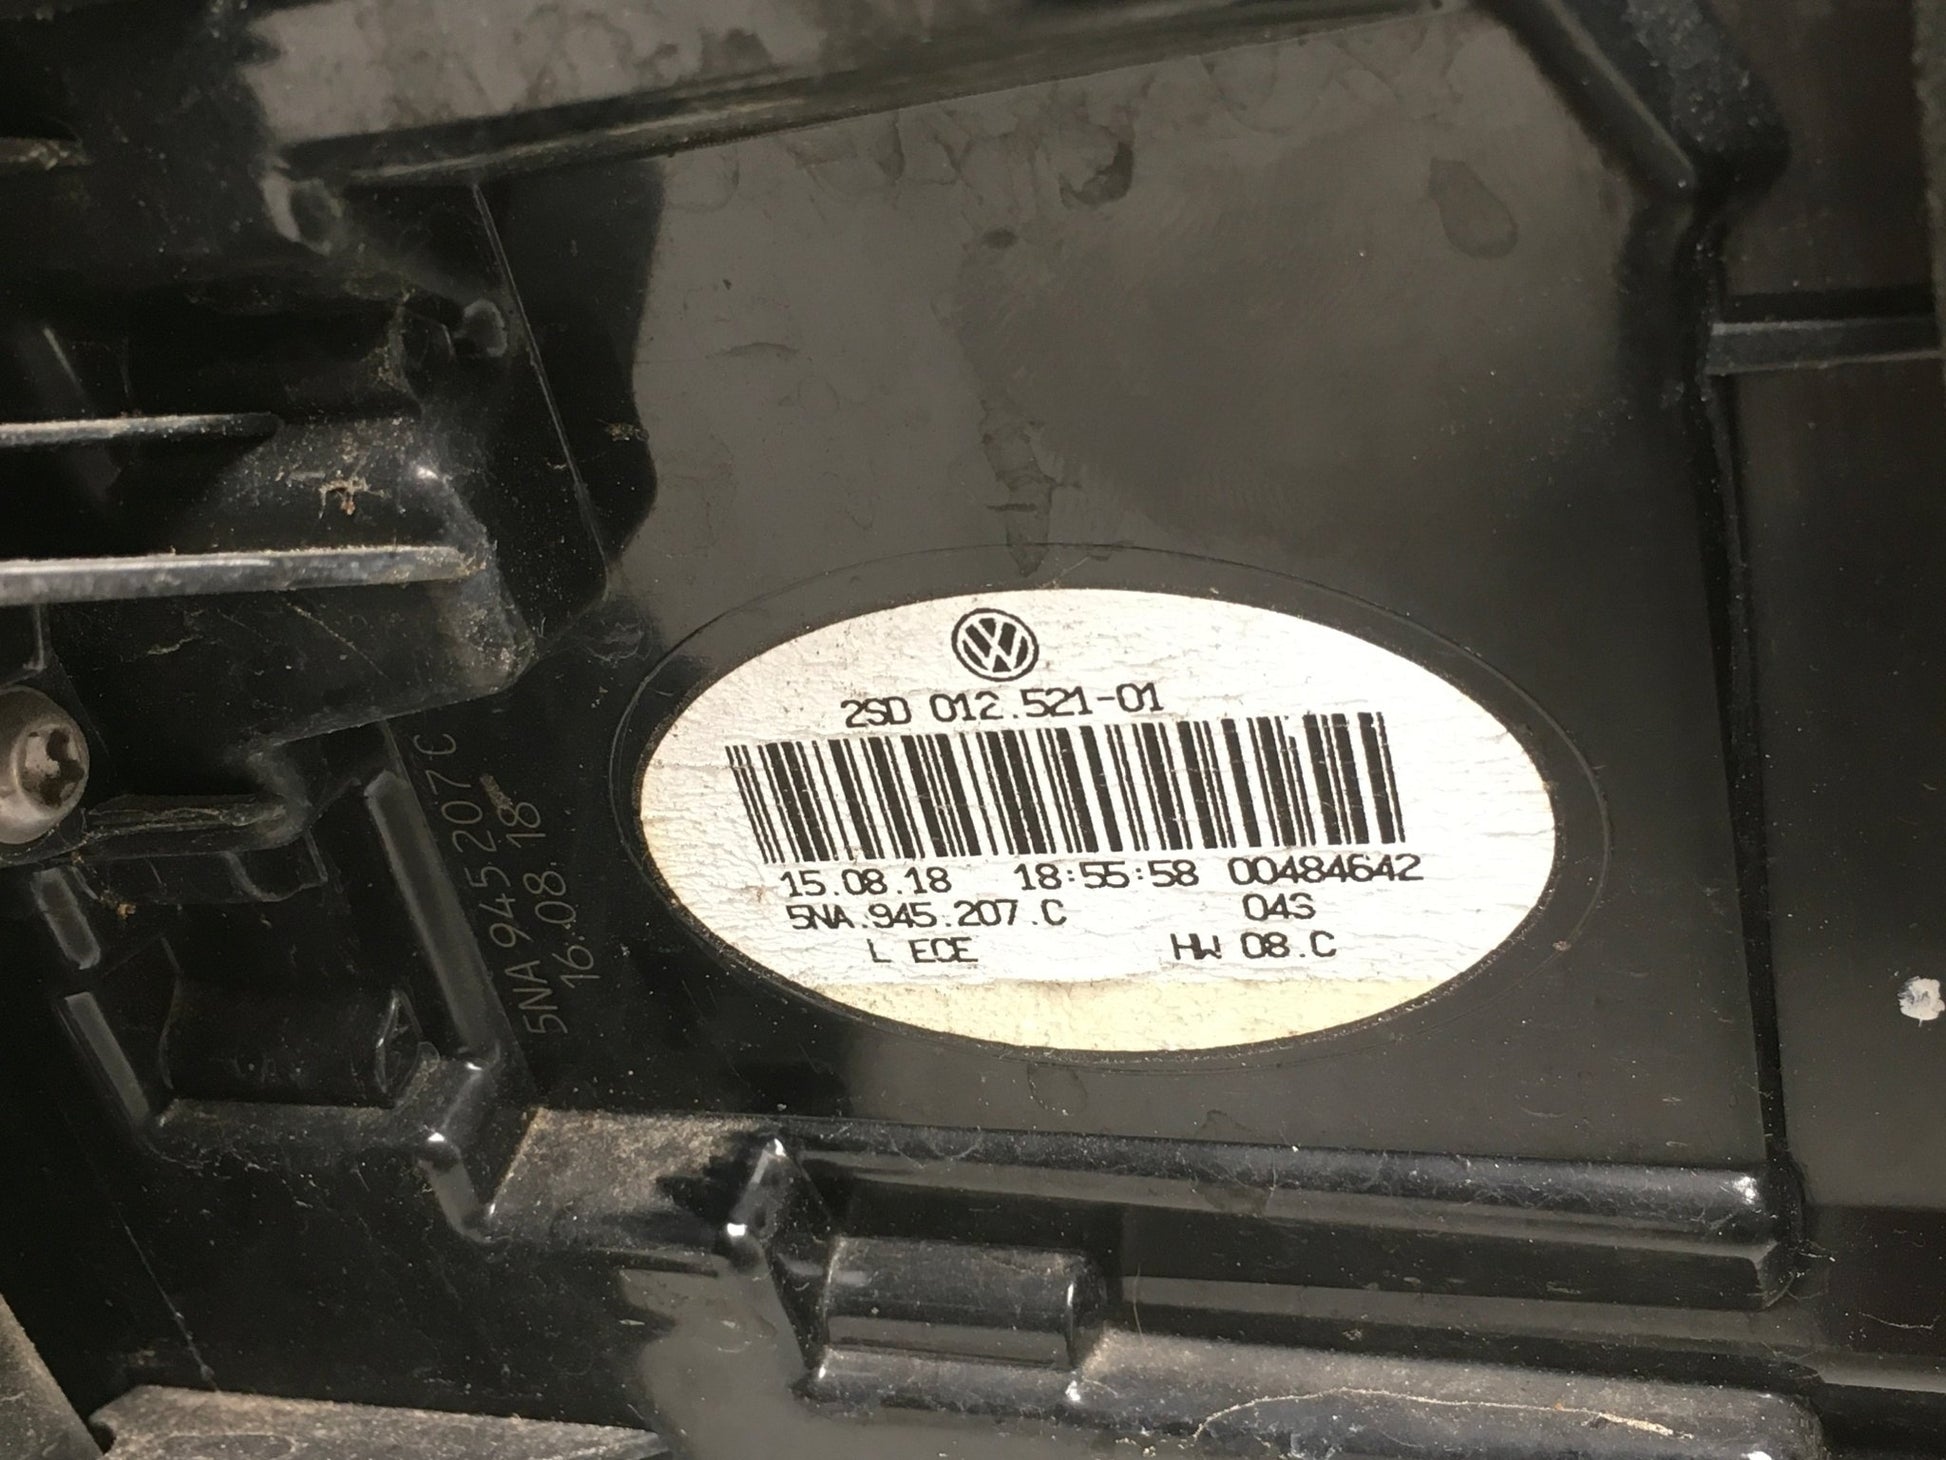 2SD 012.521-01
15.08.18 18:55:58 00484642
5NA.945.207.C 04S
L ECE HW 08.C
5NA 945 207 C
16.08.18